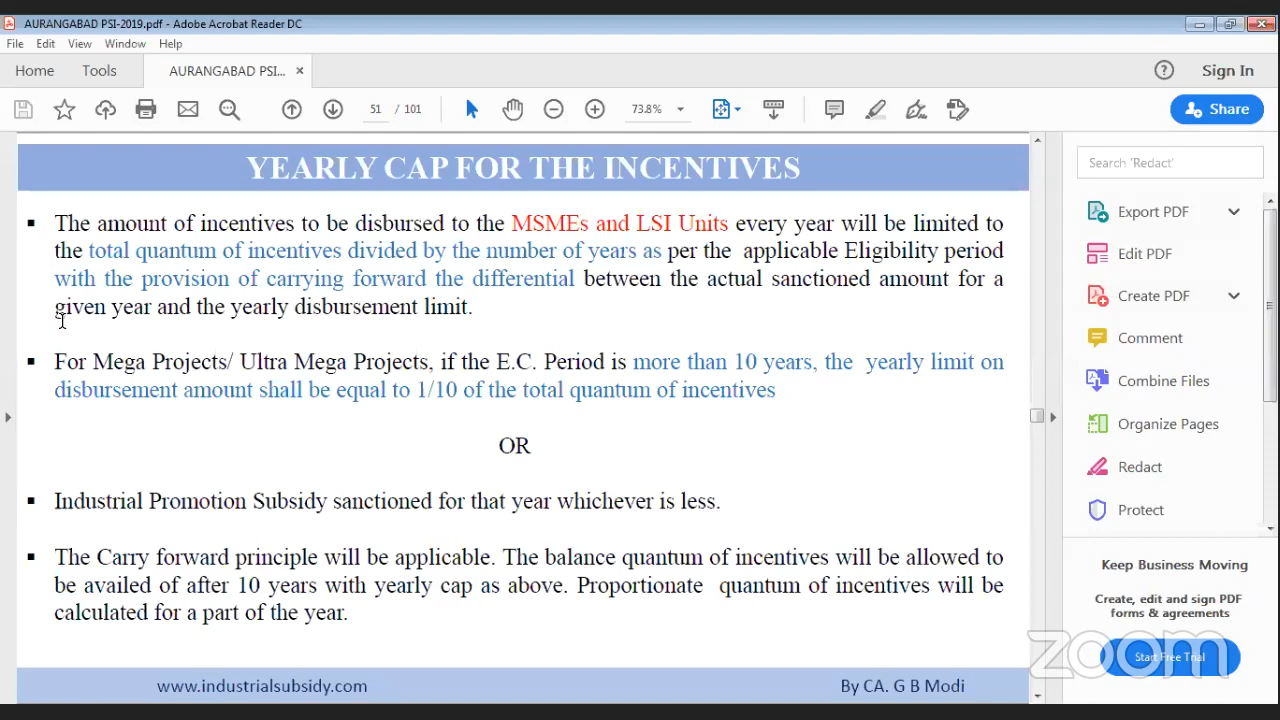 AURANGABAD PSI-2019.pdf - Adobe Acrobat Reader DC
File Edit View Window Help
Home Tools AURANGABAD PSI... × Sign In
51 / 101 73.8% Share
YEARLY CAP FOR THE INCENTIVES
▪ The amount of incentives to be disbursed to the MSMEs and LSI Units every year will be limited to
the total quantum of incentives divided by the number of years as per the applicable Eligibility period
with the provision of carrying forward the differential between the actual sanctioned amount for a
given year and the yearly disbursement limit.
▪ For Mega Projects/ Ultra Mega Projects, if the E.C. Period is more than 10 years, the yearly limit on
disbursement amount shall be equal to 1/10 of the total quantum of incentives
OR
▪ Industrial Promotion Subsidy sanctioned for that year whichever is less.
▪ The Carry forward principle will be applicable. The balance quantum of incentives will be allowed to
be availed of after 10 years with yearly cap as above. Proportionate quantum of incentives will be
calculated for a part of the year.
www.industrialsubsidy.com By CA. G B Modi
Search 'Redact'
Export PDF
Edit PDF
Create PDF
Comment
Combine Files
Organize Pages
Redact
Protect
Keep Business Moving
Create, edit and sign PDF
forms & agreements
Start Free Trial
zoom